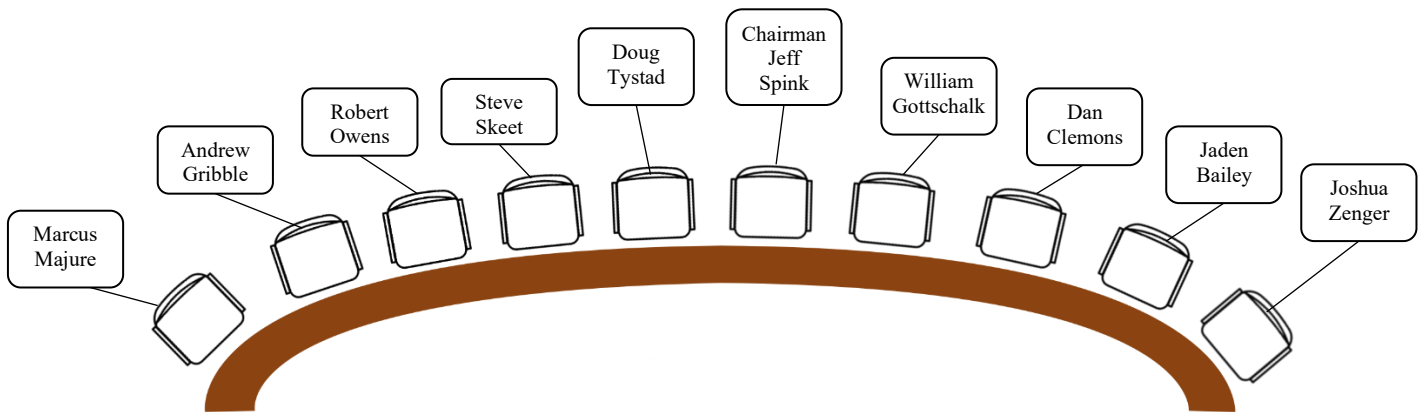 Marcus
Majure
Andrew
Gribble
Robert
Owens
Steve
Skeet
Doug
Tystad
Chairman
Jeff
Spink
William
Gottschalk
Dan
Clemons
Jaden
Bailey
Joshua
Zenger